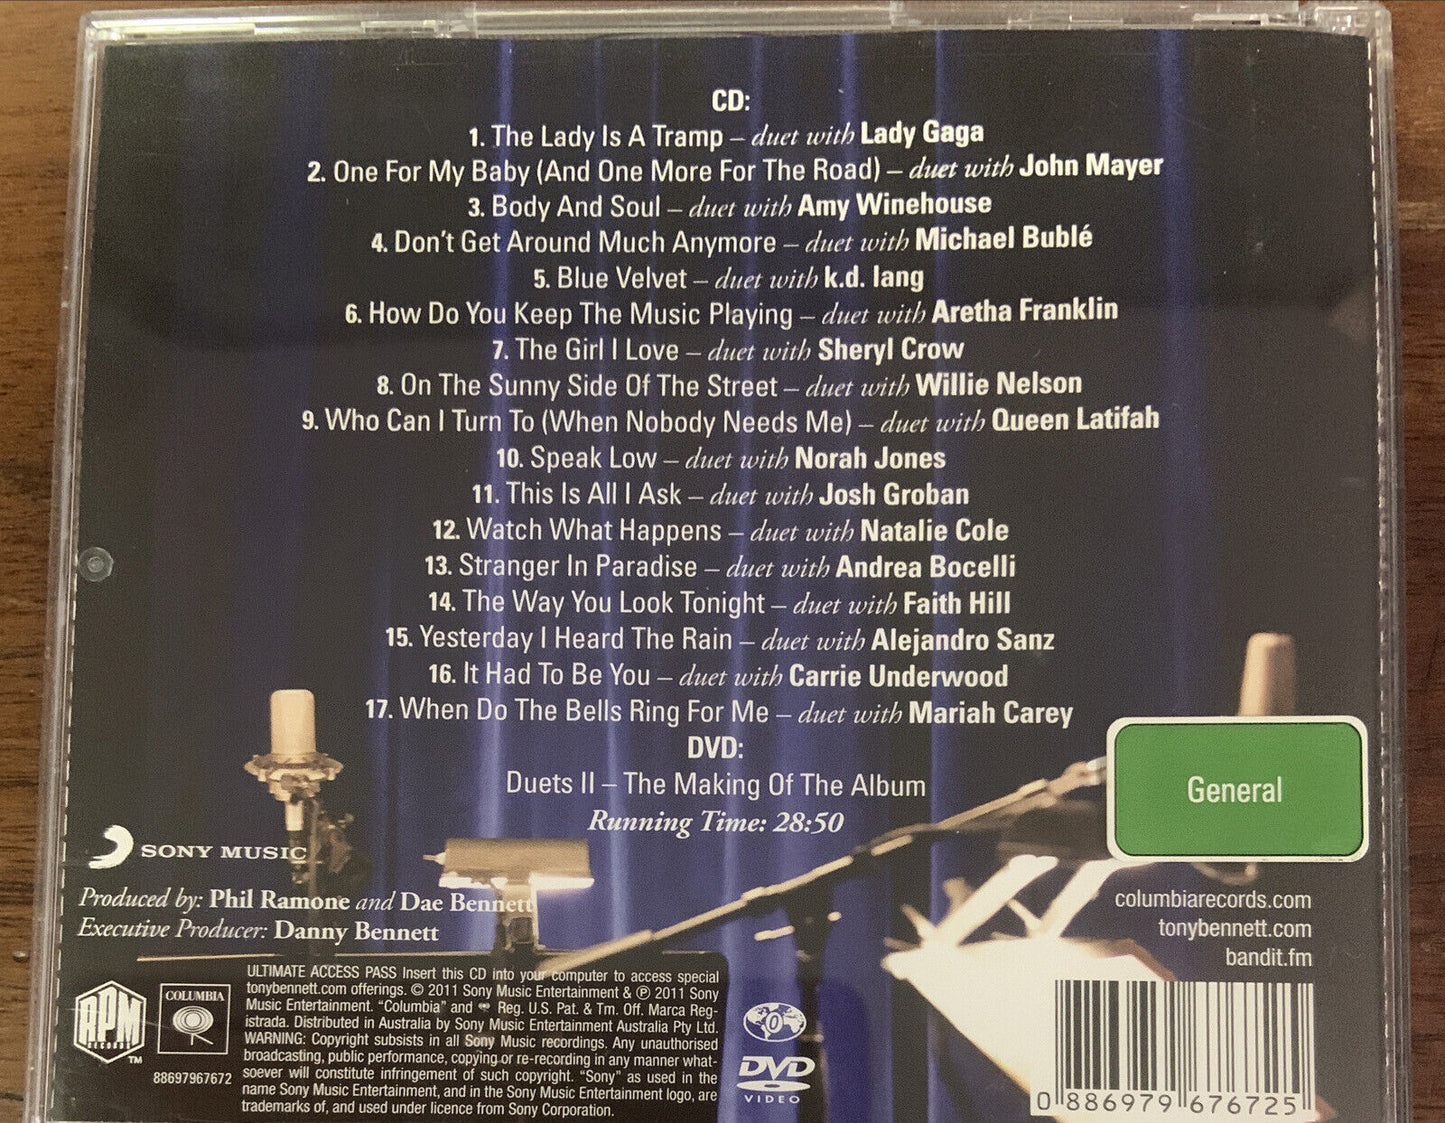 CD:
1. The Lady Is A Tramp – duet with Lady Gaga
2. One For My Baby (And One More For The Road) – duet with John Mayer
3. Body And Soul – duet with Amy Winehouse
4. Don't Get Around Much Anymore – duet with Michael Bublé
5. Blue Velvet – duet with k.d. lang
6. How Do You Keep The Music Playing – duet with Aretha Franklin
7. The Girl I Love – duet with Sheryl Crow
8. On The Sunny Side Of The Street – duet with Willie Nelson
9. Who Can I Turn To (When Nobody Needs Me) – duet with Queen Latifah
10. Speak Low – duet with Norah Jones
11. This Is All I Ask – duet with Josh Groban
12. Watch What Happens – duet with Natalie Cole
13. Stranger In Paradise – duet with Andrea Bocelli
14. The Way You Look Tonight – duet with Faith Hill
15. Yesterday I Heard The Rain – duet with Alejandro Sanz
16. It Had To Be You – duet with Carrie Underwood
17. When Do The Bells Ring For Me – duet with Mariah Carey
DVD:
Duets II – The Making Of The Album
Running Time: 28:50
General
SONY MUSIC
Produced by: Phil Ramone and Dae Bennett
Executive Producer: Danny Bennett
columbiarecords.com
tonybennett.com
bandit.fm
RPM
RECORDS
TM
COLUMBIA
88697967672
ULTIMATE ACCESS PASS Insert this CD into your computer to access special
tonybennett.com offerings. © 2011 Sony Music Entertainment & ℗ 2011 Sony
Music Entertainment. "Columbia" and Reg. U.S. Pat. & Tm. Off. Marca Reg-
istrada. Distributed in Australia by Sony Music Entertainment Australia Pty Ltd.
WARNING: Copyright subsists in all Sony Music recordings. Any unauthorised
broadcasting, public performance, copying or re-recording in any manner what-
soever will constitute infringement of such copyright. "Sony" as used in the
name Sony Music Entertainment, and in the Sony Music Entertainment logo, are
trademarks of, and used under licence from Sony Corporation.
0
DVD
VIDEO
0 886979 676725